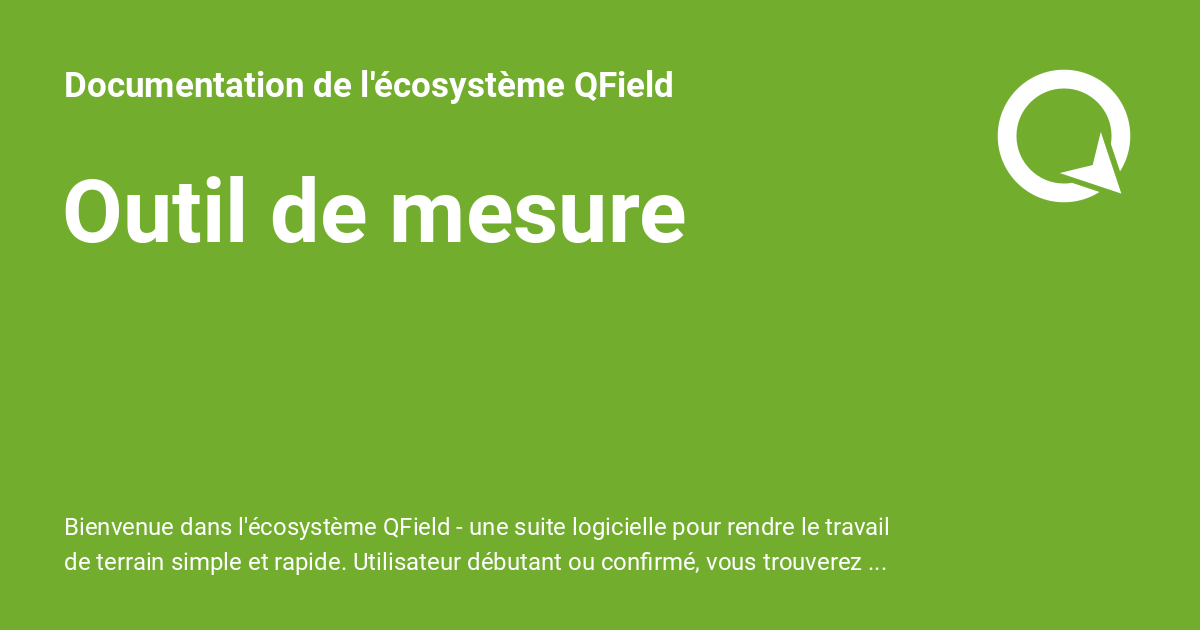 Documentation de l'écosystème QField
Outil de mesure
Bienvenue dans l'écosystème QField - une suite logicielle pour rendre le travail
de terrain simple et rapide. Utilisateur débutant ou confirmé, vous trouverez ...